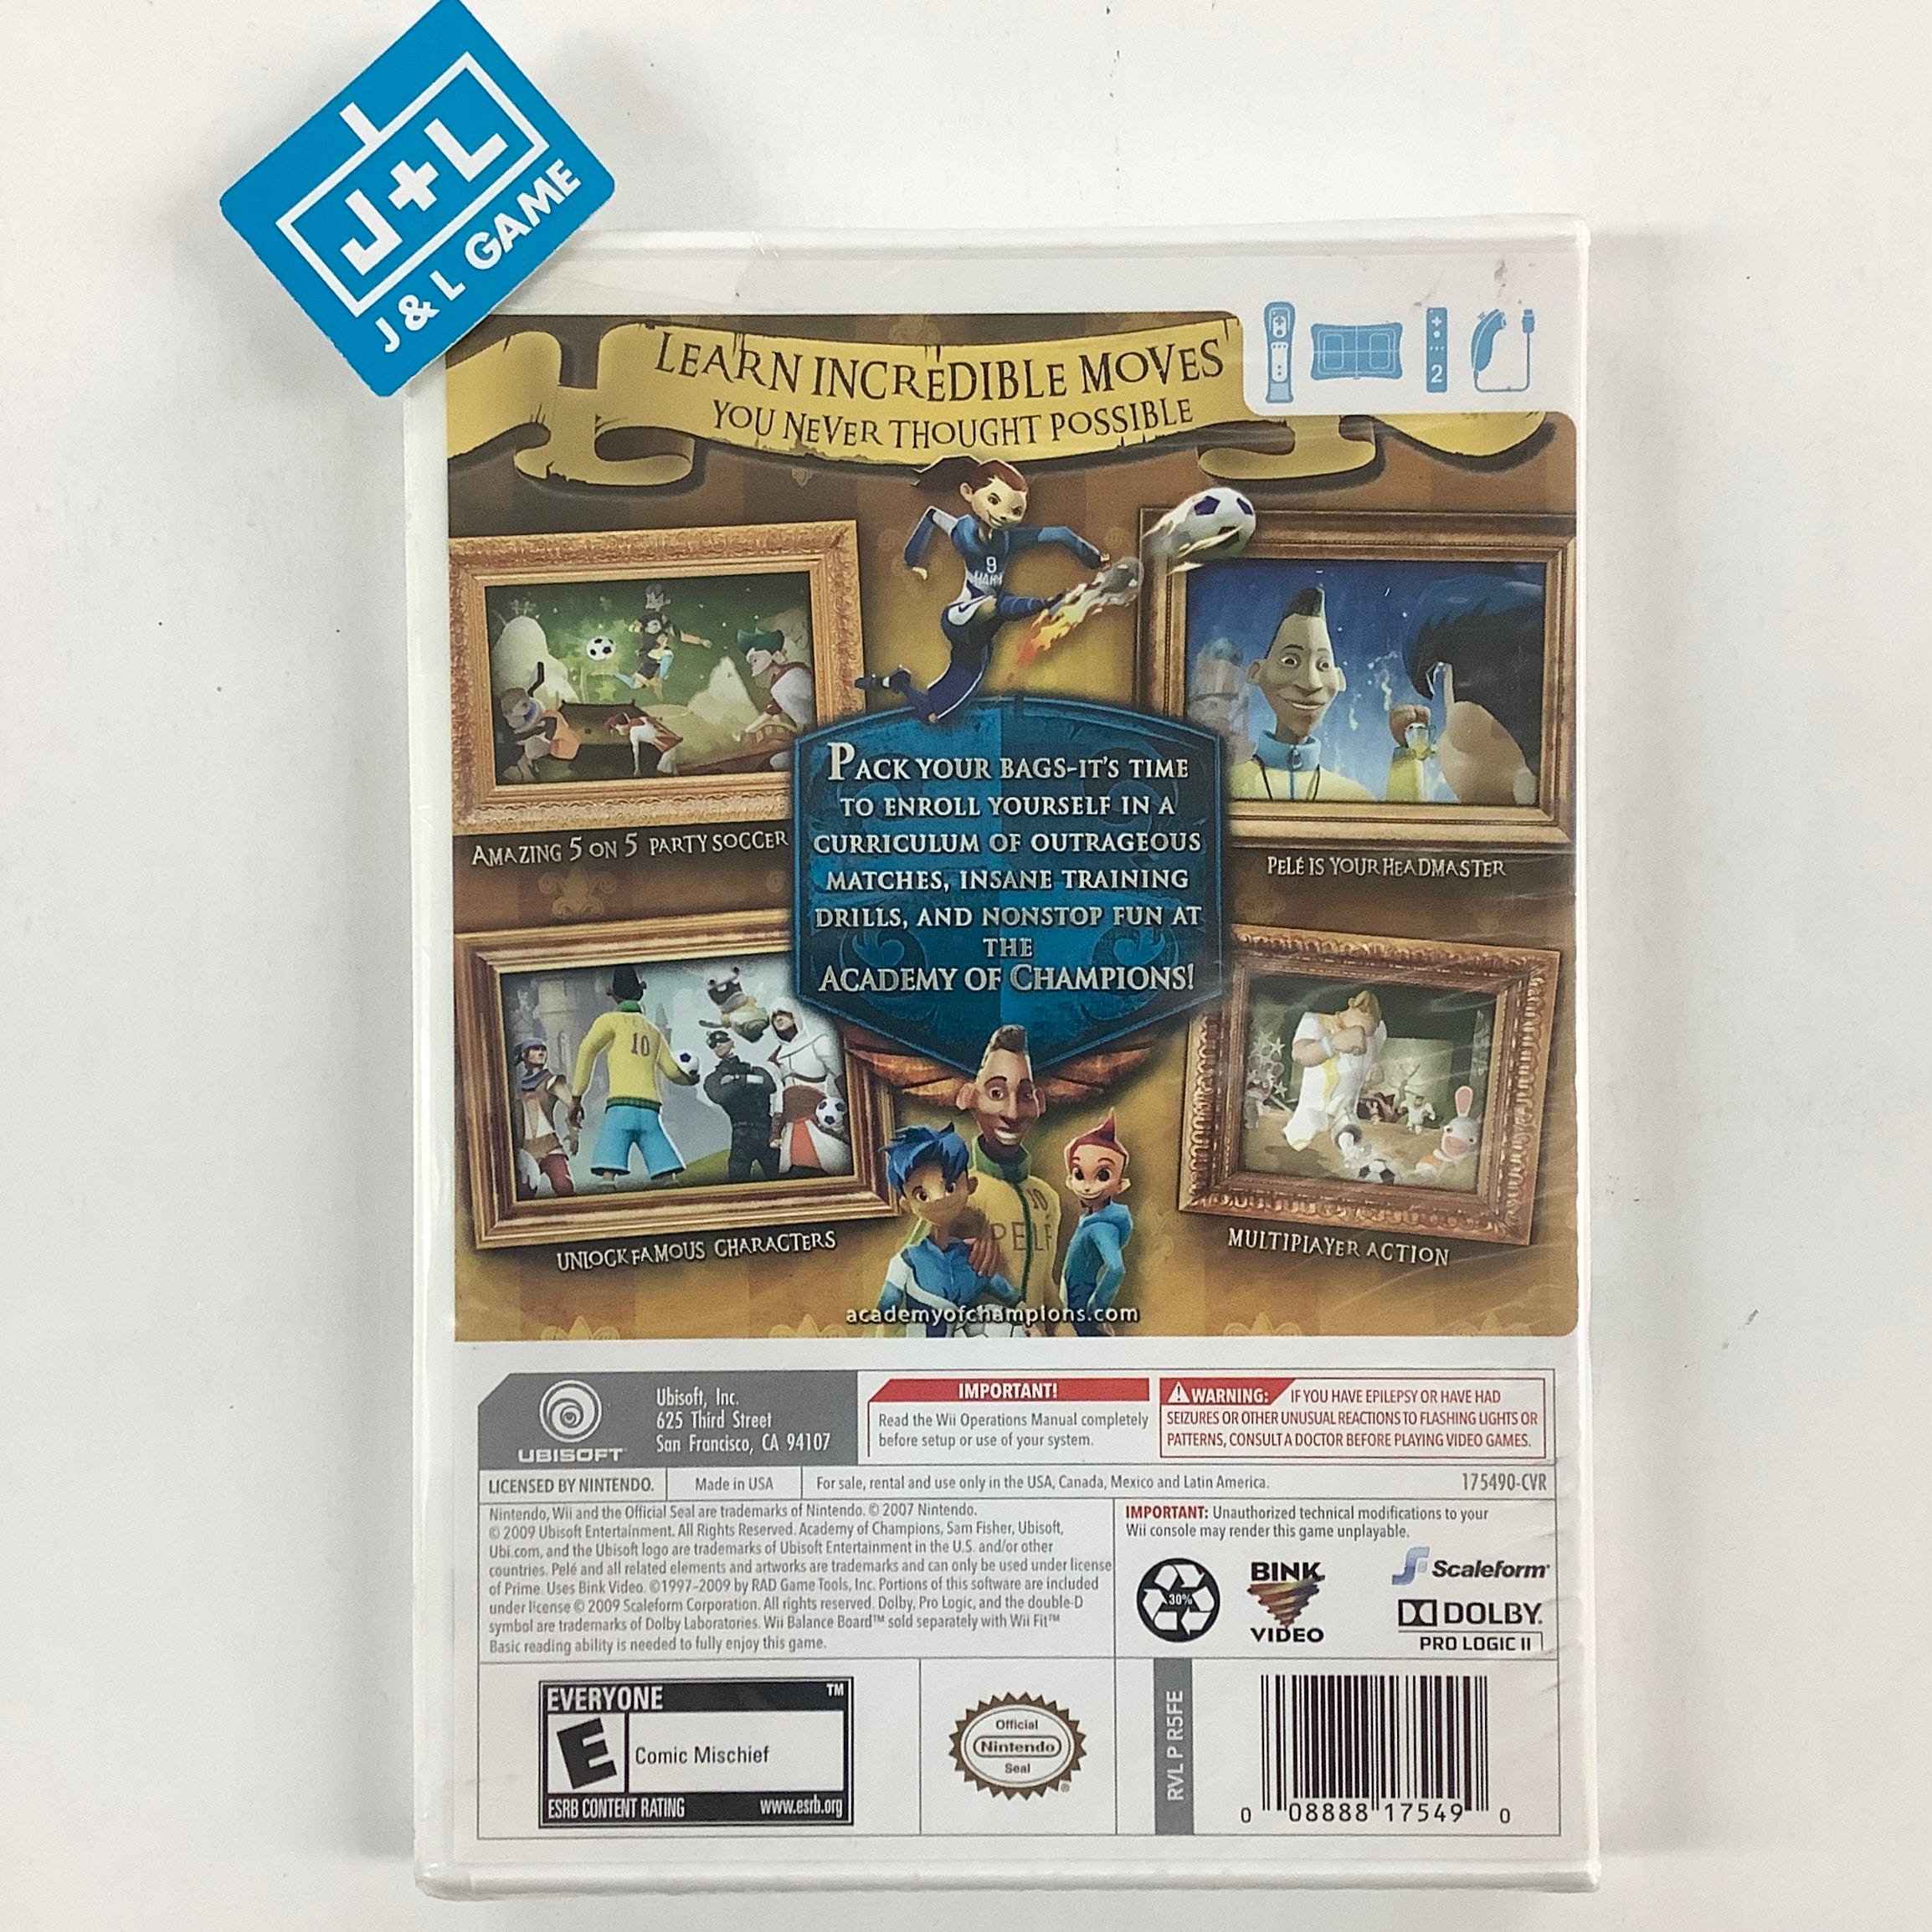 J+L
J & L GAME
LEARN INCREDIBLE MOVES
YOU NEVER THOUGHT POSSIBLE
2
9
HAMM
AMAZING 5 ON 5 PARTY SOCCER
PELÉ IS YOUR HEADMASTER
PACK YOUR BAGS-IT'S TIME
TO ENROLL YOURSELF IN A
CURRICULUM OF OUTRAGEOUS
MATCHES, INSANE TRAINING
DRILLS, AND NONSTOP FUN AT
THE
ACADEMY OF CHAMPIONS!
10
10
PELÉ
UNLOCK FAMOUS CHARACTERS
MULTIPLAYER ACTION
academyofchampions.com
UBISOFT
Ubisoft, Inc.
625 Third Street
San Francisco, CA 94107
IMPORTANT!
Read the Wii Operations Manual completely
before setup or use of your system.
WARNING: IF YOU HAVE EPILEPSY OR HAVE HAD
SEIZURES OR OTHER UNUSUAL REACTIONS TO FLASHING LIGHTS OR
PATTERNS, CONSULT A DOCTOR BEFORE PLAYING VIDEO GAMES.
LICENSED BY NINTENDO.
Made in USA
For sale, rental and use only in the USA, Canada, Mexico and Latin America.
175490-CVR
Nintendo, Wii and the Official Seal are trademarks of Nintendo. © 2007 Nintendo.
© 2009 Ubisoft Entertainment. All Rights Reserved. Academy of Champions, Sam Fisher, Ubisoft,
Ubi.com, and the Ubisoft logo are trademarks of Ubisoft Entertainment in the U.S. and/or other
countries. Pelé and all related elements and artworks are trademarks and can only be used under license
of Prime. Uses Bink Video. ©1997-2009 by RAD Game Tools, Inc. Portions of this software are included
under license © 2009 Scaleform Corporation. All rights reserved. Dolby, Pro Logic, and the double-D
symbol are trademarks of Dolby Laboratories. Wii Balance Board™ sold separately with Wii Fit™
Basic reading ability is needed to fully enjoy this game.
IMPORTANT: Unauthorized technical modifications to your
Wii console may render this game unplayable.
30%
BINK
VIDEO
Scaleform
DOLBY
PRO LOGIC II
EVERYONE ™
E
Comic Mischief
ESRB CONTENT RATING www.esrb.org
Official
Nintendo
Seal
®
RVL P R5FE
0 08888 17549 0